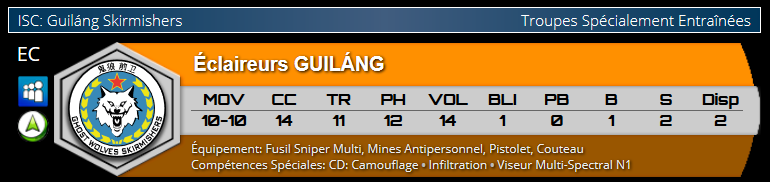 ISC: Guiláng Skirmishers
Troupes Spécialement Entraînées
EC
鬼狼前卫
GHOST WOLVES SKIRMISHERS
Éclaireurs GUILÁNG
MOV CC TR PH VOL BLI PB B S Disp
10-10 14 11 12 14 1 0 1 2 2
Équipement: Fusil Sniper Multi, Mines Antipersonnel, Pistolet, Couteau
Compétences Spéciales: CD: Camouflage • Infiltration • Viseur Multi-Spectral N1